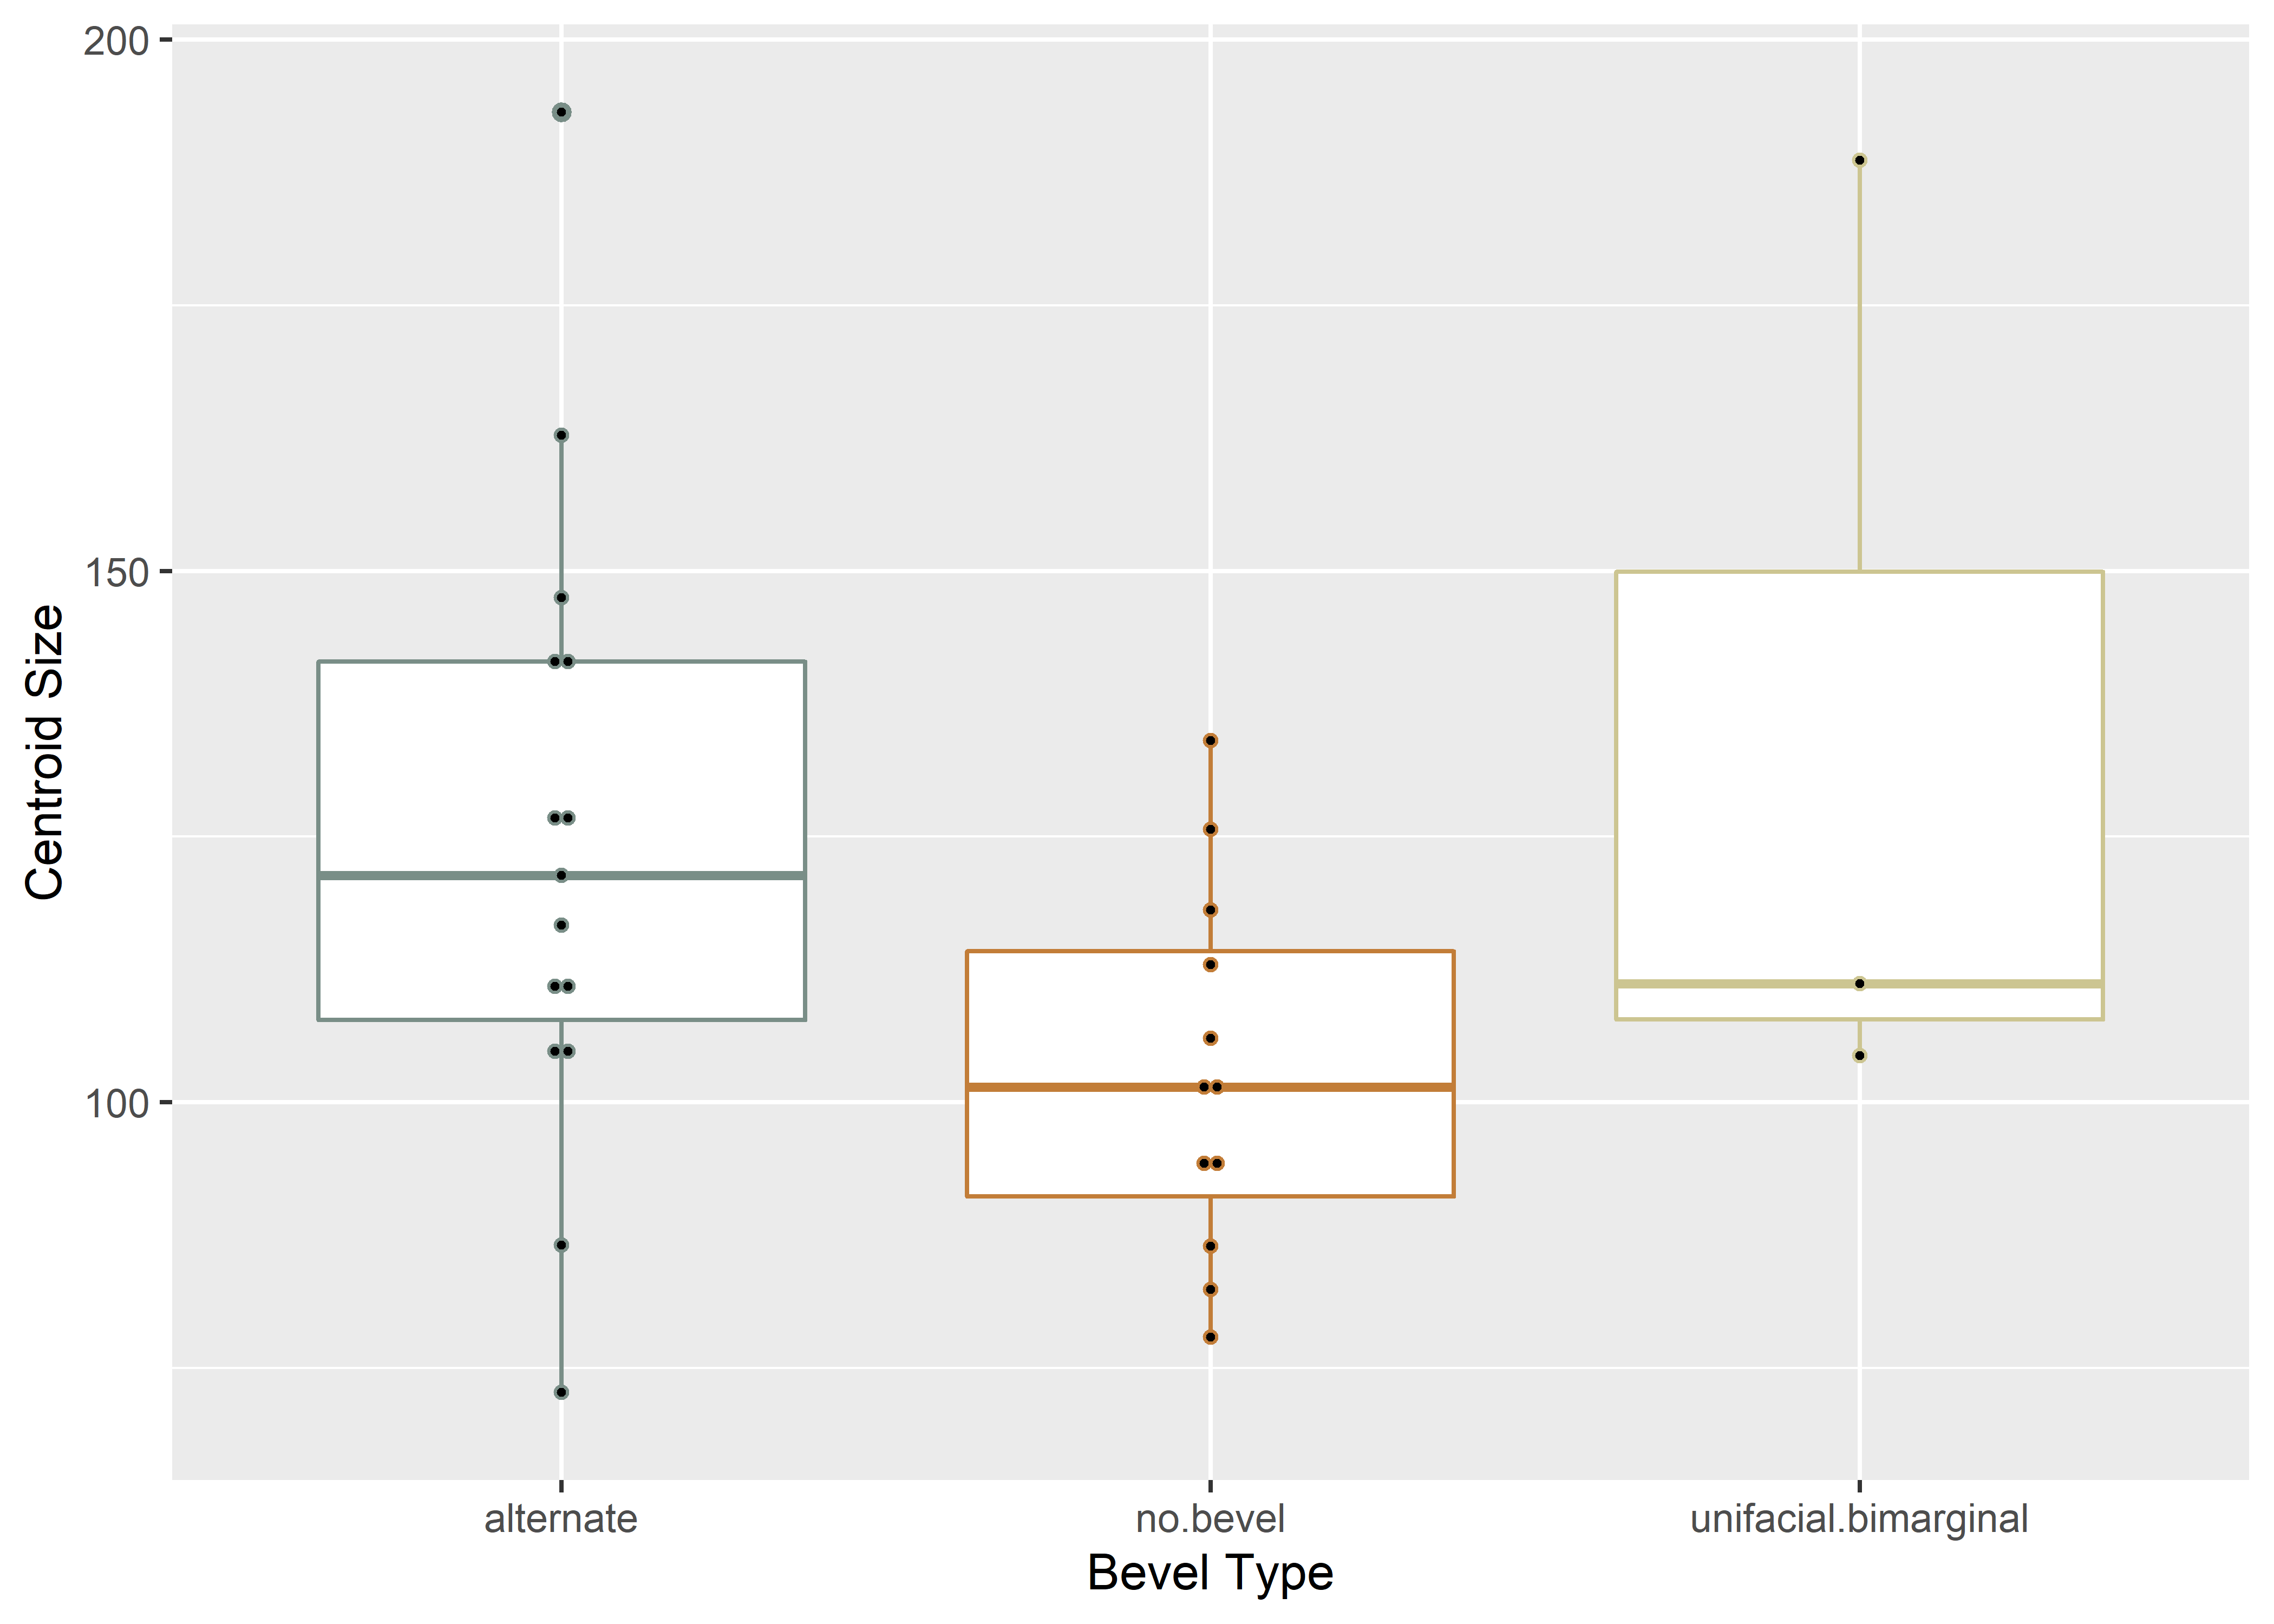 200
150
100
Centroid Size
alternate
no.bevel
unifacial.bimarginal
Bevel Type